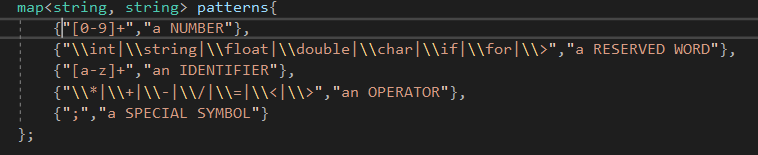 map<string, string> patterns{
{"[0-9]+","a NUMBER"},
{"\\int|\\string|\\float|\\double|\\char|\\if|\\for|\\>","a RESERVED WORD"},
{"[a-z]+","an IDENTIFIER"},
{"\\*|\\+|\\-|\\/|\\=|\\<|\\>","an OPERATOR"},
{";","a SPECIAL SYMBOL"}
};